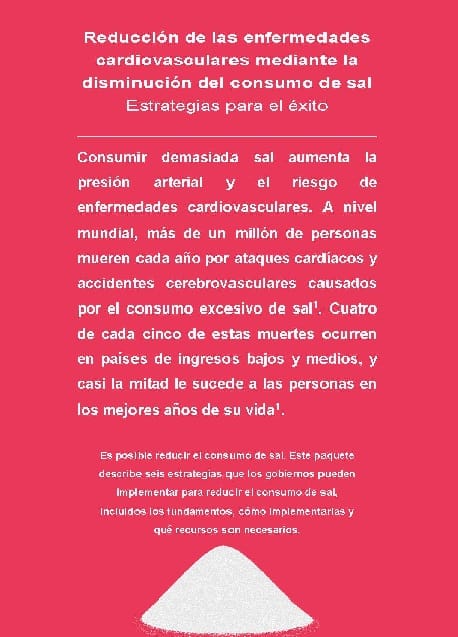 Reducción de las enfermedades
cardiovasculares mediante la
disminución del consumo de sal
Estrategias para el éxito
Consumir demasiada sal aumenta la
presión arterial y el riesgo de
enfermedades cardiovasculares. A nivel
mundial, más de un millón de personas
mueren cada año por ataques cardíacos y
accidentes cerebrovasculares causados
por el consumo excesivo de sal¹. Cuatro
de cada cinco de estas muertes ocurren
en países de ingresos bajos y medios, y
casi la mitad le sucede a las personas en
los mejores años de su vida¹.
Es posible reducir el consumo de sal. Este paquete
describe seis estrategias que los gobiernos pueden
implementar para reducir el consumo de sal,
incluidos los fundamentos, cómo implementarlas y
qué recursos son necesarios.